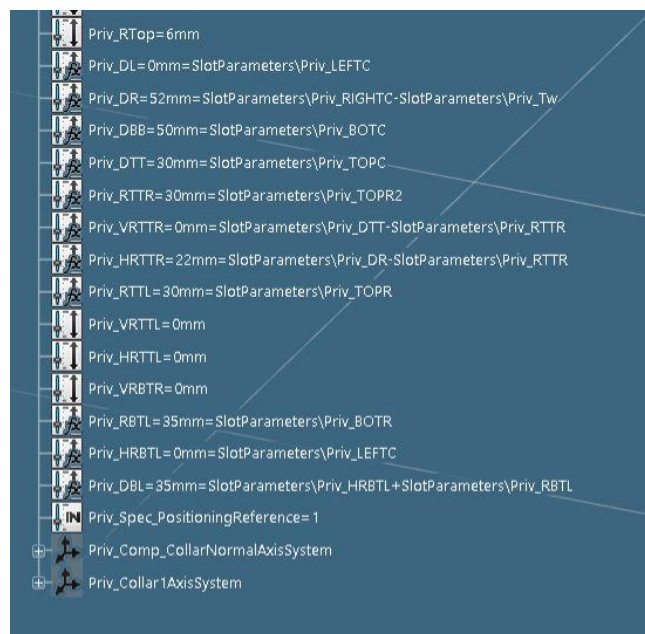 Priv_RTop=6mm
Priv_DL=0mm=SlotParameters\Priv_LEFTC
Priv_DR=52mm=SlotParameters\Priv_RIGHTC-SlotParameters\Priv_Tw
Priv_DBB=50mm=SlotParameters\Priv_BOTC
Priv_DTT=30mm=SlotParameters\Priv_TOPC
Priv_RTTR=30mm=SlotParameters\Priv_TOPR2
Priv_VRTTR=0mm=SlotParameters\Priv_DTT-SlotParameters\Priv_RTTR
Priv_HRTTR=22mm=SlotParameters\Priv_DR-SlotParameters\Priv_RTTR
Priv_RTTL=30mm=SlotParameters\Priv_TOPR
Priv_VRTTL=0mm
Priv_HRTTL=0mm
Priv_VRBTR=0mm
Priv_RBTL=35mm=SlotParameters\Priv_BOTR
Priv_HRBTL=0mm=SlotParameters\Priv_LEFTC
Priv_DBL=35mm=SlotParameters\Priv_HRBTL+SlotParameters\Priv_RBTL
IN Priv_Spec_PositioningReference=1
Priv_Comp_CollarNormalAxisSystem
Priv_Collar1AxisSystem